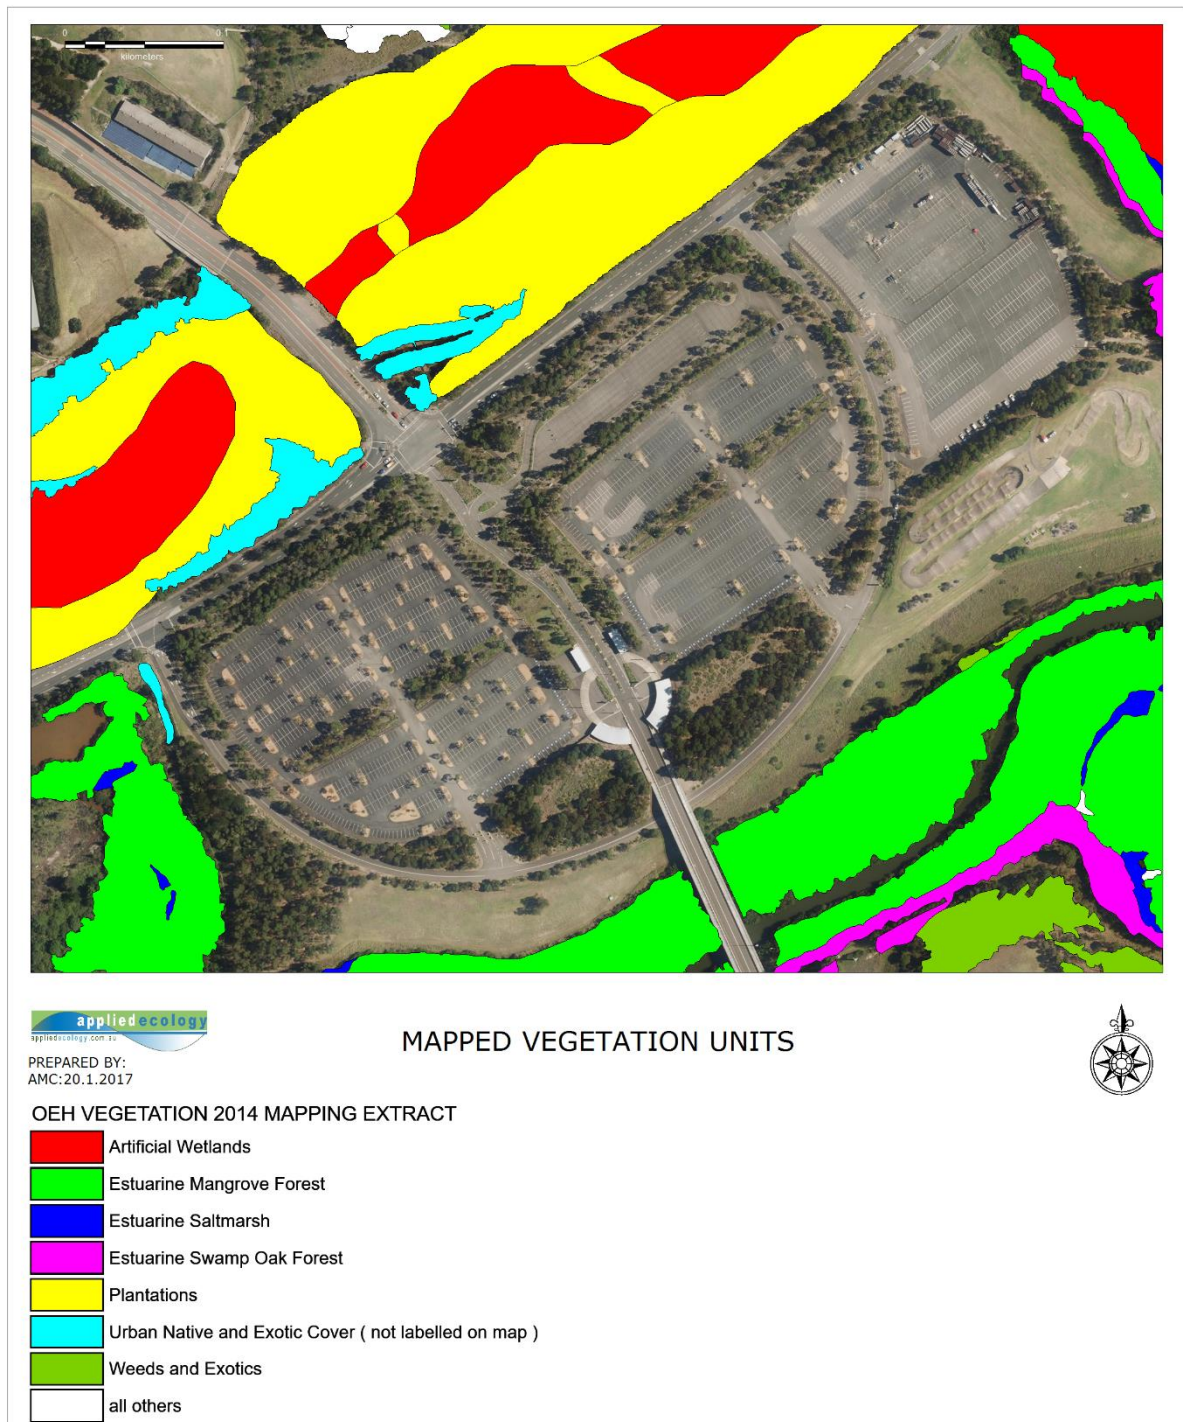 0 0.1
kilometers
appliedecology
appliedecology.com.au
MAPPED VEGETATION UNITS
PREPARED BY:
AMC:20.1.2017
OEH VEGETATION 2014 MAPPING EXTRACT
Artificial Wetlands
Estuarine Mangrove Forest
Estuarine Saltmarsh
Estuarine Swamp Oak Forest
Plantations
Urban Native and Exotic Cover ( not labelled on map )
Weeds and Exotics
all others